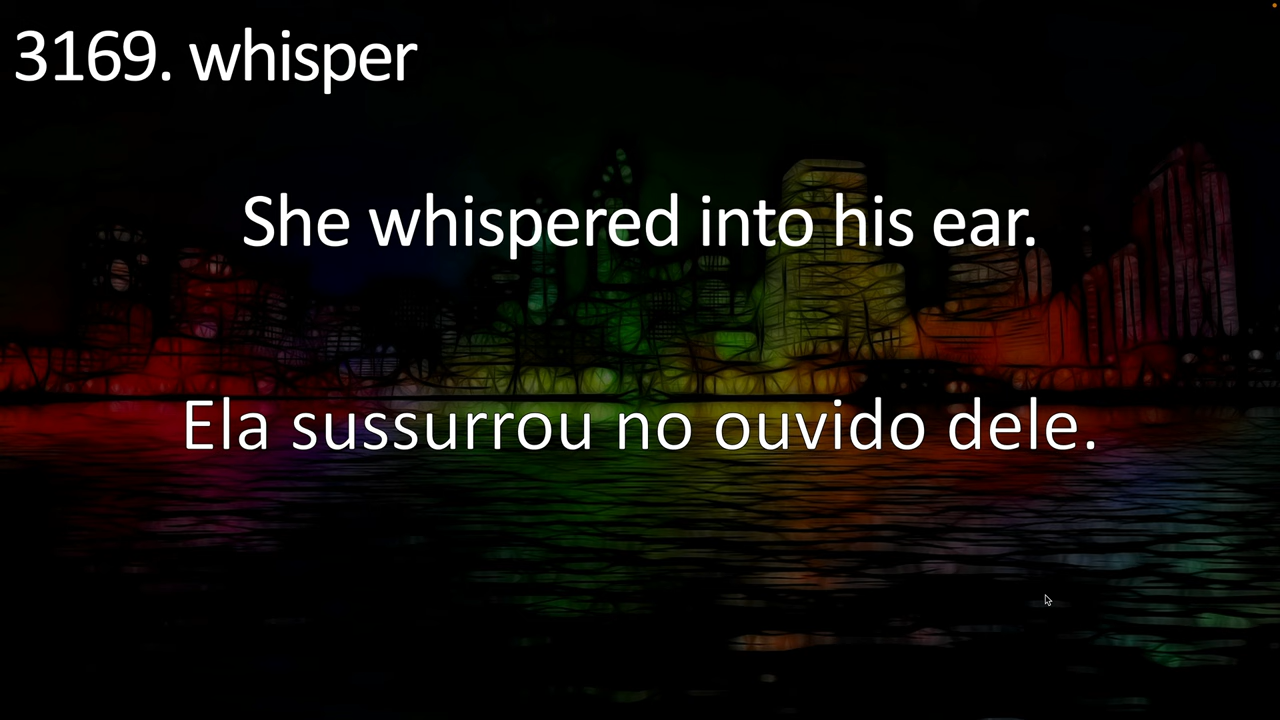 3169. whisper
She whispered into his ear.
Ela sussurrou no ouvido dele.